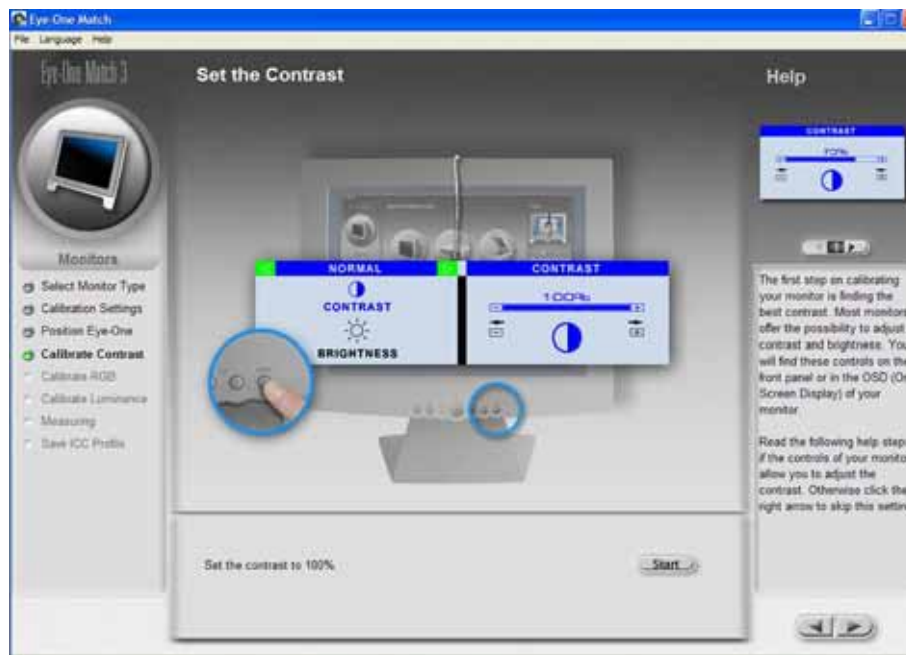 Eye-One Match
File Language Help
Eye-One Match 3
Set the Contrast
Help
Monitors
Select Monitor Type
Calibration Settings
Position Eye-One
Calibrate Contrast
Calibrate RGB
Calibrate Luminance
Measuring
Save ICC Profile
NORMAL
CONTRAST
BRIGHTNESS
CONTRAST
100%
Set the contrast to 100%.
Start
CONTRAST
70%
The first step on calibrating
your monitor is finding the
best contrast. Most monitors
offer the possibility to adjust
contrast and brightness. You
will find these controls on the
front panel or in the OSD (On
Screen Display) of your
monitor
Read the following help steps
if the controls of your monitor
allow you to adjust the
contrast. Otherwise click the
right arrow to skip this setting